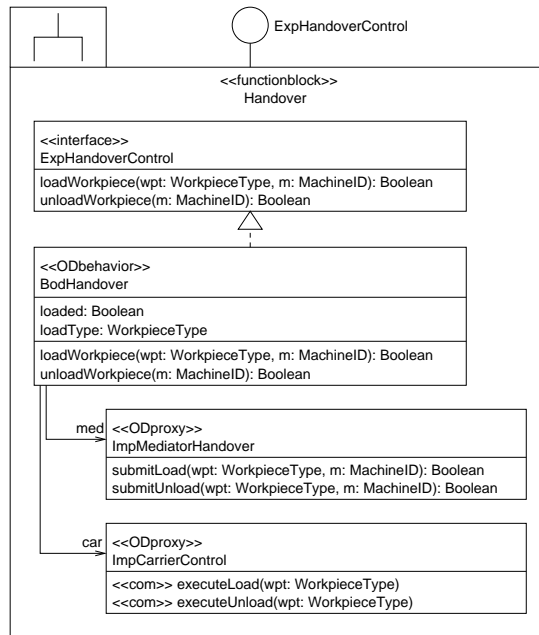 ExpHandoverControl
<<functionblock>>
Handover
<<interface>>
ExpHandoverControl
loadWorkpiece(wpt: WorkpieceType, m: MachineID): Boolean
unloadWorkpiece(m: MachineID): Boolean
<<ODbehavior>>
BodHandover
loaded: Boolean
loadType: WorkpieceType
loadWorkpiece(wpt: WorkpieceType, m: MachineID): Boolean
unloadWorkpiece(m: MachineID): Boolean
med
<<ODproxy>>
ImpMediatorHandover
submitLoad(wpt: WorkpieceType, m: MachineID): Boolean
submitUnload(wpt: WorkpieceType, m: MachineID): Boolean
car
<<ODproxy>>
ImpCarrierControl
<<com>> executeLoad(wpt: WorkpieceType)
<<com>> executeUnload(wpt: WorkpieceType)